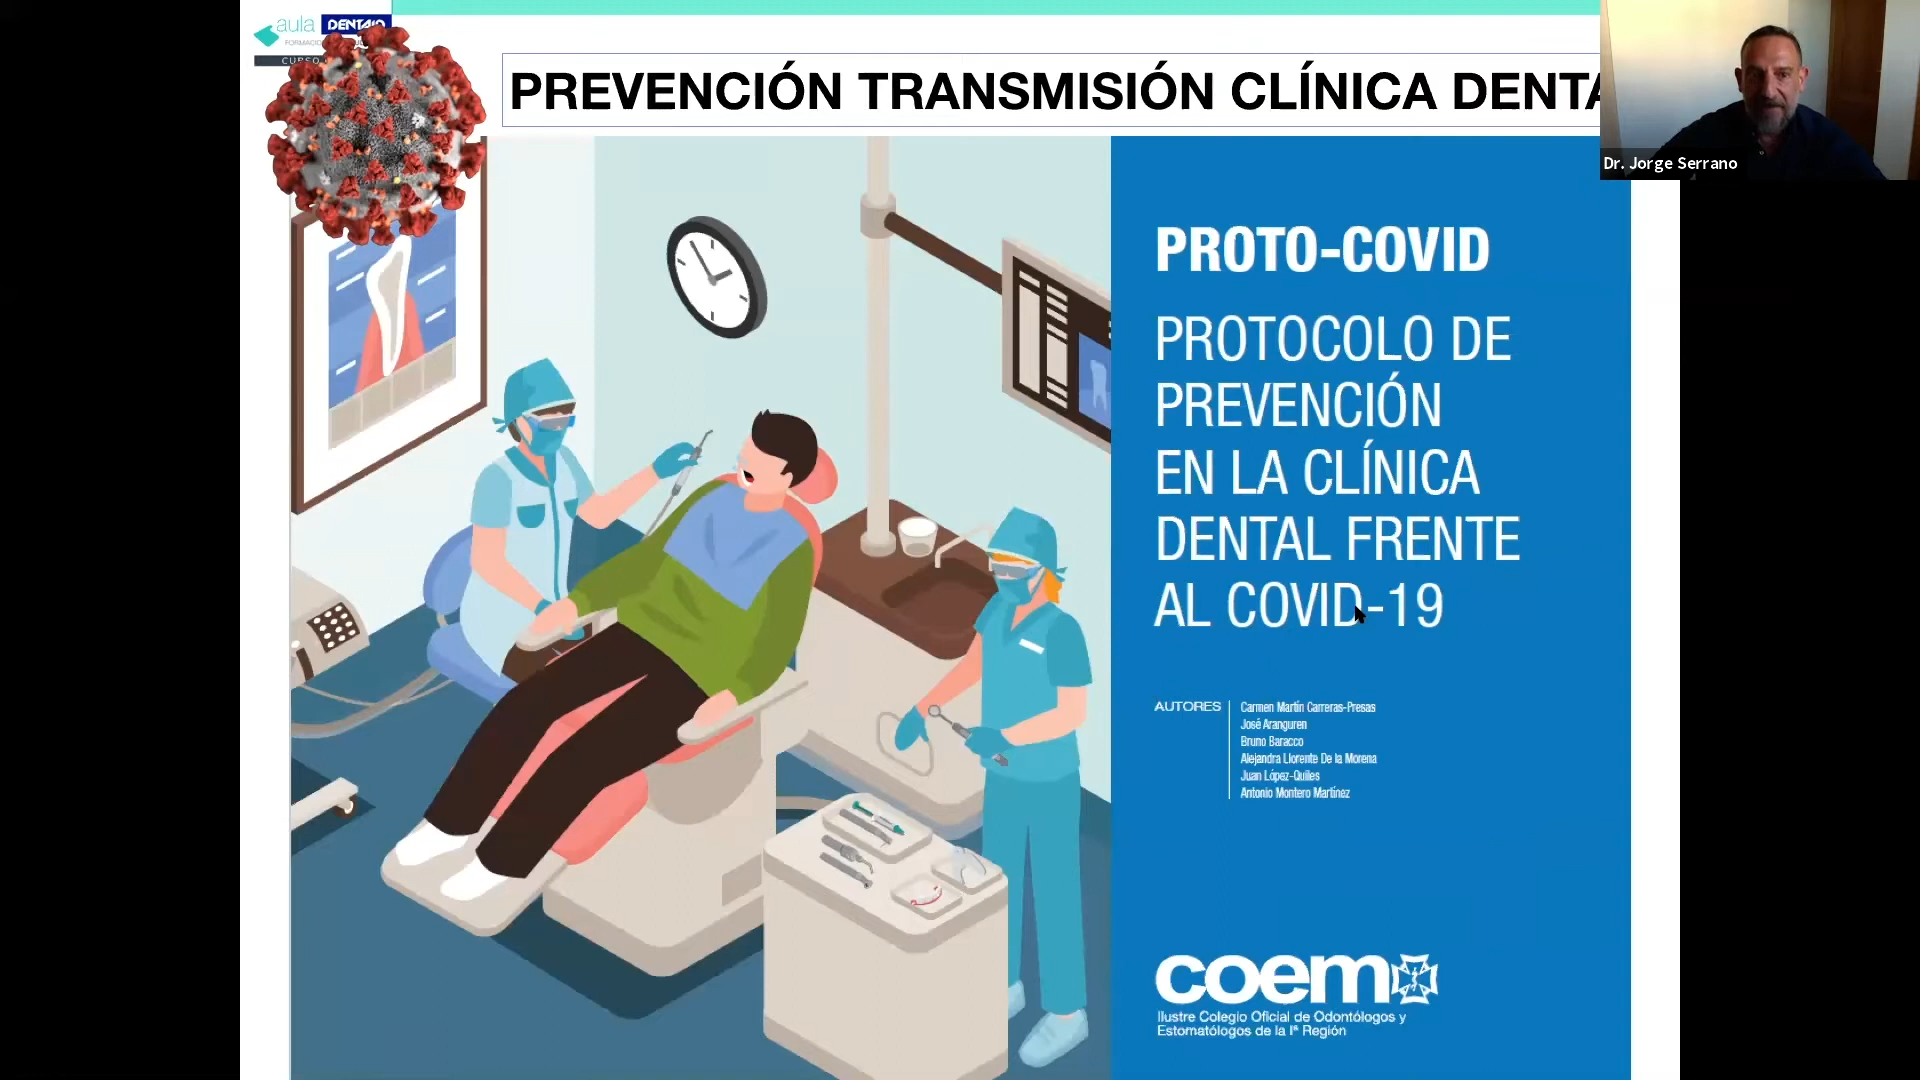 aula DENTAID
CURSO
PREVENCIÓN TRANSMISIÓN CLÍNICA DENTA
Dr. Jorge Serrano
PROTO-COVID
PROTOCOLO DE
PREVENCIÓN
EN LA CLÍNICA
DENTAL FRENTE
AL COVID-19
AUTORES
Carmen Martín Carreras-Presas
José Aranguren
Bruno Baracco
Alejandra Llorente De la Morena
Juan López-Quiles
Antonio Montero Martínez
coem
Ilustre Colegio Oficial de Odontólogos y
Estomatólogos de la Iª Región